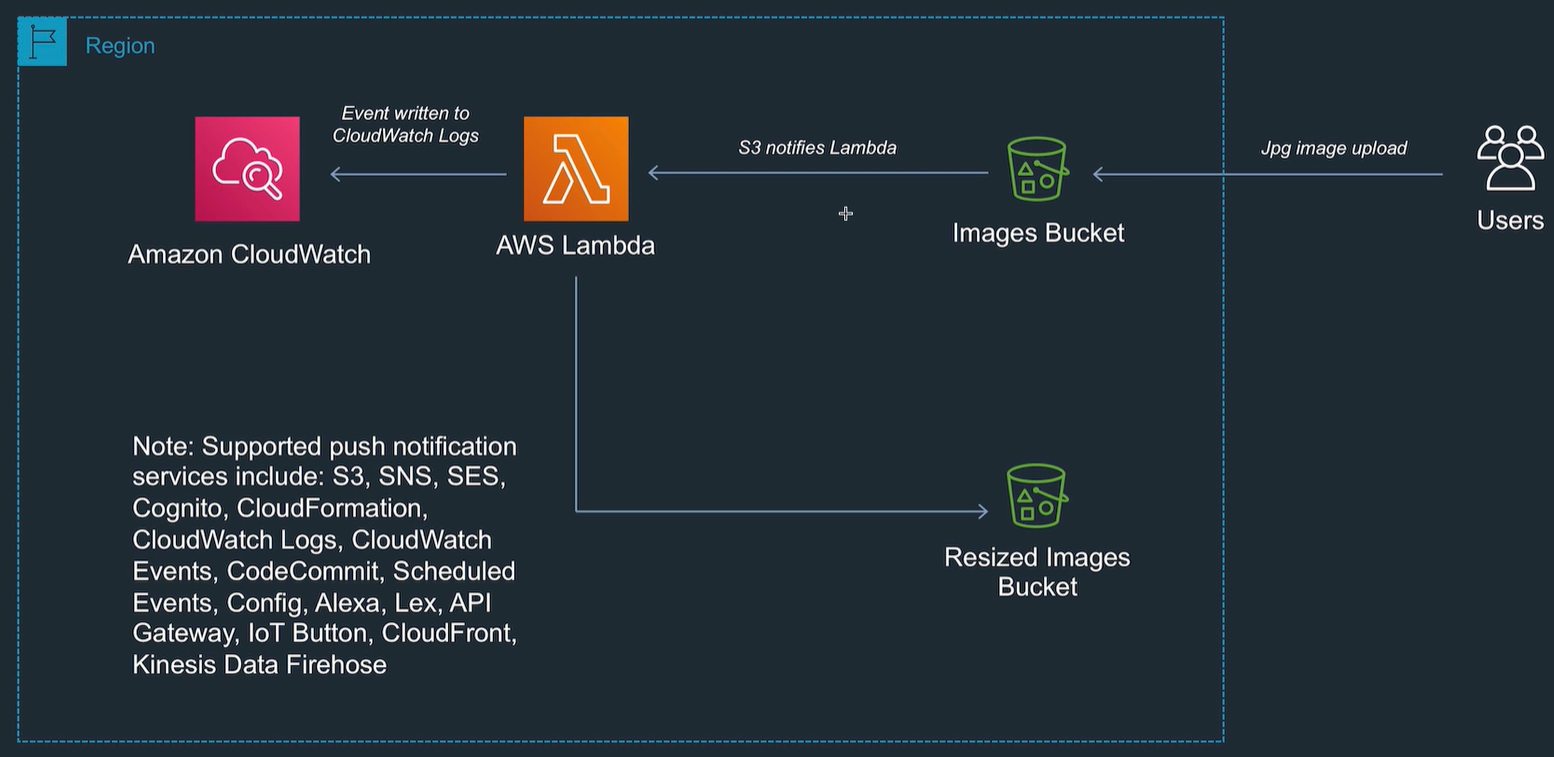 Region
Event written to
CloudWatch Logs
S3 notifies Lambda
Jpg image upload
Amazon CloudWatch
AWS Lambda
Images Bucket
Users
Note: Supported push notification
services include: S3, SNS, SES,
Cognito, CloudFormation,
CloudWatch Logs, CloudWatch
Events, CodeCommit, Scheduled
Events, Config, Alexa, Lex, API
Gateway, IoT Button, CloudFront,
Kinesis Data Firehose
Resized Images
Bucket